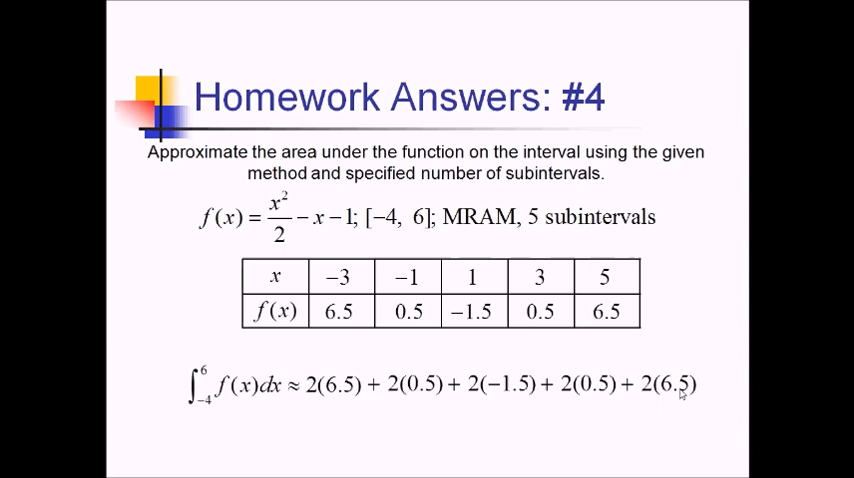 Homework Answers: #4
Approximate the area under the function on the interval using the given
method and specified number of subintervals.
f(x) = x²/2 − x − 1; [−4, 6]; MRAM, 5 subintervals
x −3 −1 1 3 5
f(x) 6.5 0.5 −1.5 0.5 6.5
∫₋₄⁶ f(x)dx ≈ 2(6.5) + 2(0.5) + 2(−1.5) + 2(0.5) + 2(6.5)